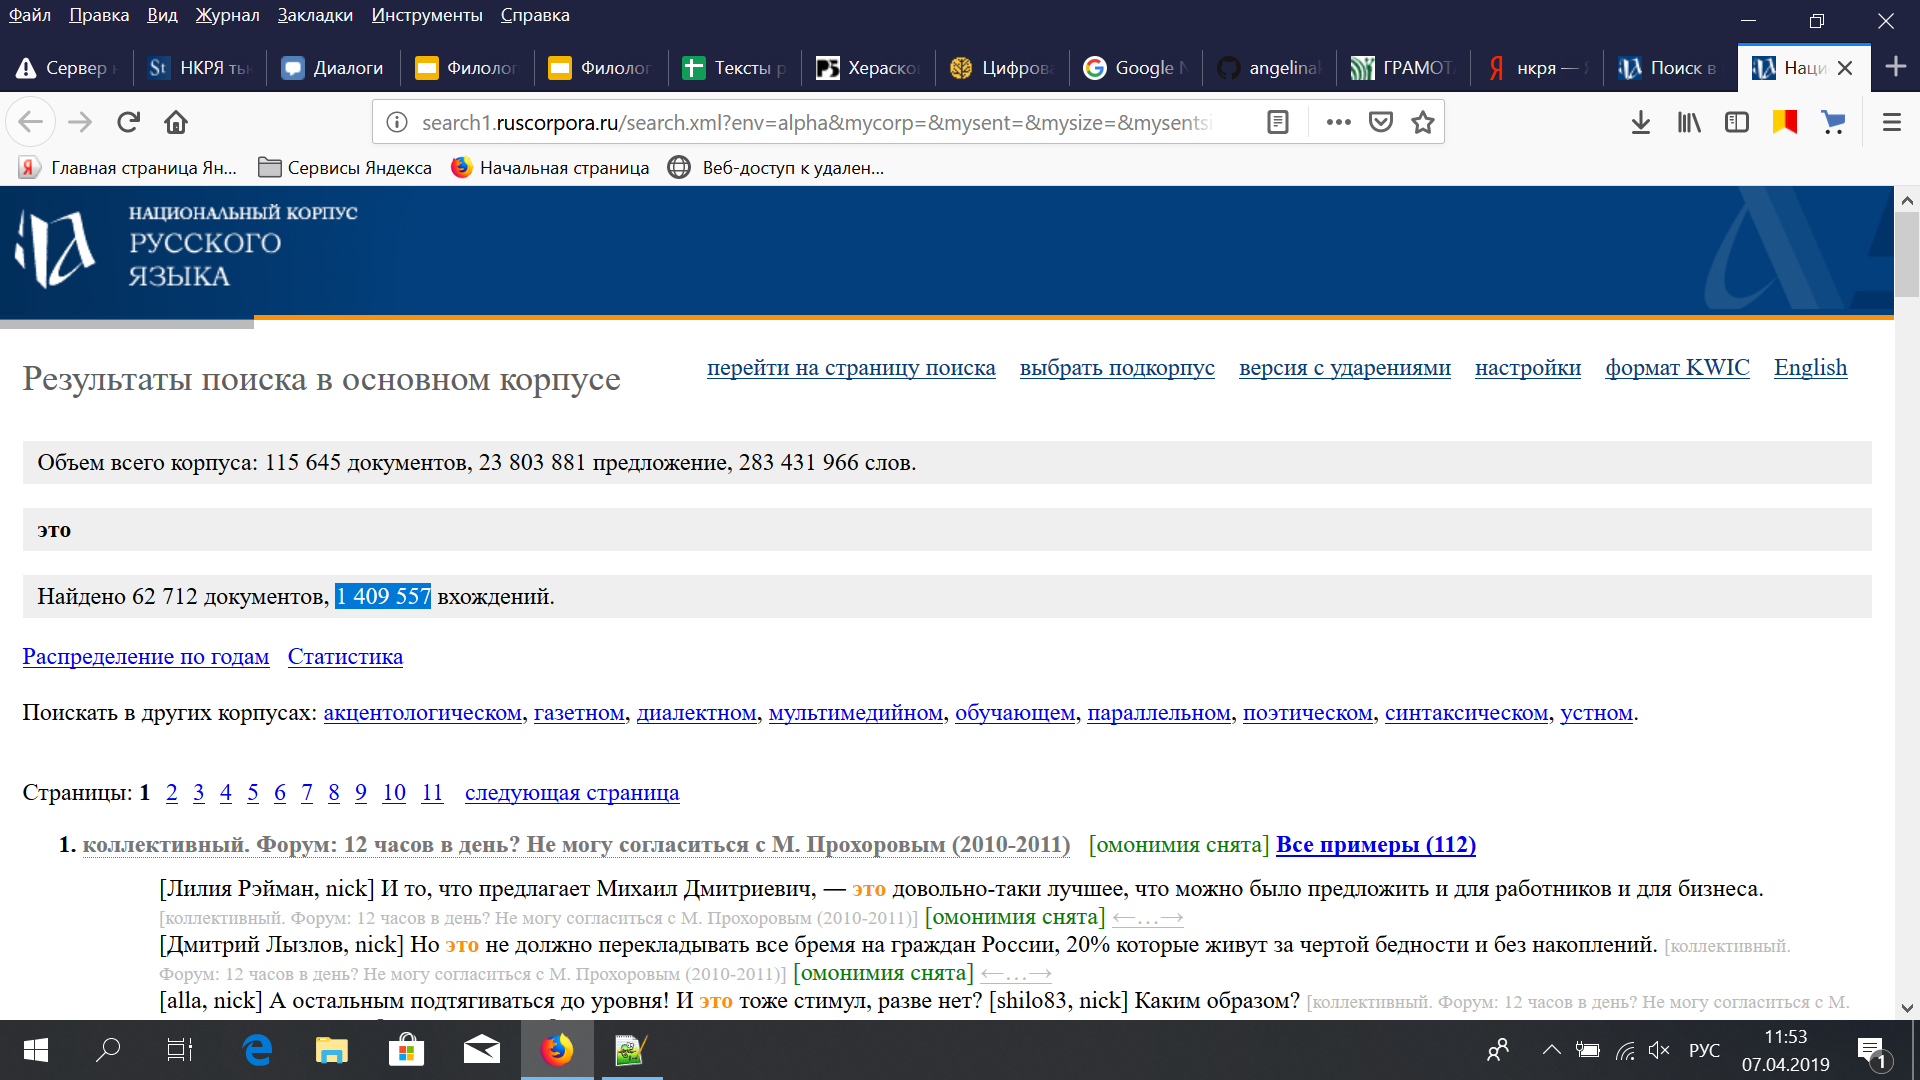 Файл Правка Вид Журнал Закладки Инструменты Справка
Сервер НКРЯ Диалоги Филолог Филолог Тексты р Хераско Цифрова Google angelinak ГРАМОТ нкря — Поиск в Наци
search1.ruscorpora.ru/search.xml?env=alpha&mycorp=&mysent=&mysize=&mysentsi
Главная страница Ян... Сервисы Яндекса Начальная страница Веб-доступ к удален...
НАЦИОНАЛЬНЫЙ КОРПУС
РУССКОГО
ЯЗЫКА
Результаты поиска в основном корпусе перейти на страницу поиска выбрать подкорпус версия с ударениями настройки формат KWIC English
Объем всего корпуса: 115 645 документов, 23 803 881 предложение, 283 431 966 слов.
это
Найдено 62 712 документов, 1 409 557 вхождений.
Распределение по годам Статистика
Поискать в других корпусах: акцентологическом, газетном, диалектном, мультимедийном, обучающем, параллельном, поэтическом, синтаксическом, устном.
Страницы: 1 2 3 4 5 6 7 8 9 10 11 следующая страница
1. коллективный. Форум: 12 часов в день? Не могу согласиться с М. Прохоровым (2010-2011) [омонимия снята] Все примеры (112)
[Лилия Рэйман, nick] И то, что предлагает Михаил Дмитриевич, — это довольно-таки лучшее, что можно было предложить и для работников и для бизнеса.
[коллективный. Форум: 12 часов в день? Не могу согласиться с М. Прохоровым (2010-2011)] [омонимия снята] ←…→
[Дмитрий Лызлов, nick] Но это не должно перекладывать все бремя на граждан России, 20% которые живут за чертой бедности и без накоплений. [коллективный.
Форум: 12 часов в день? Не могу согласиться с М. Прохоровым (2010-2011)] [омонимия снята] ←…→
[alla, nick] А остальным подтягиваться до уровня! И это тоже стимул, разве нет? [shilo83, nick] Каким образом? [коллективный. Форум: 12 часов в день? Не могу согласиться с М.
РУС 11:53
07.04.2019
1